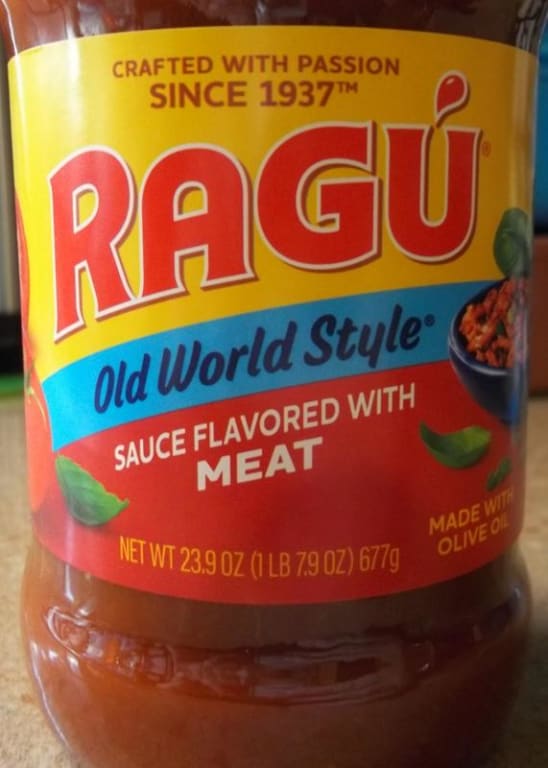 CRAFTED WITH PASSION
SINCE 1937™
RAGÚ®
Old World Style®
SAUCE FLAVORED WITH
MEAT
MADE WITH
OLIVE OIL
NET WT 23.9 OZ (1 LB 7.9 OZ) 677g